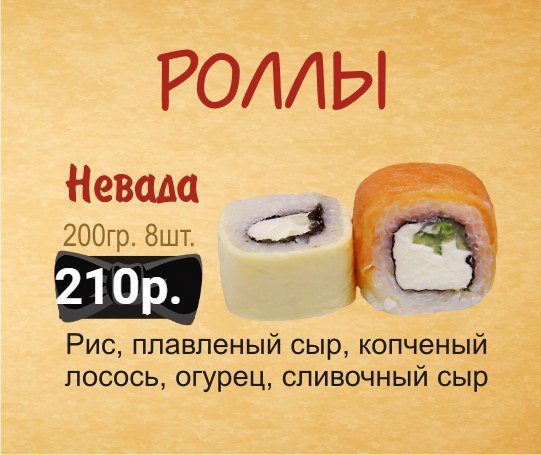 РОЛЛЫ
Невада
200гр. 8шт.
210р.
Рис, плавленый сыр, копченый
лосось, огурец, сливочный сыр